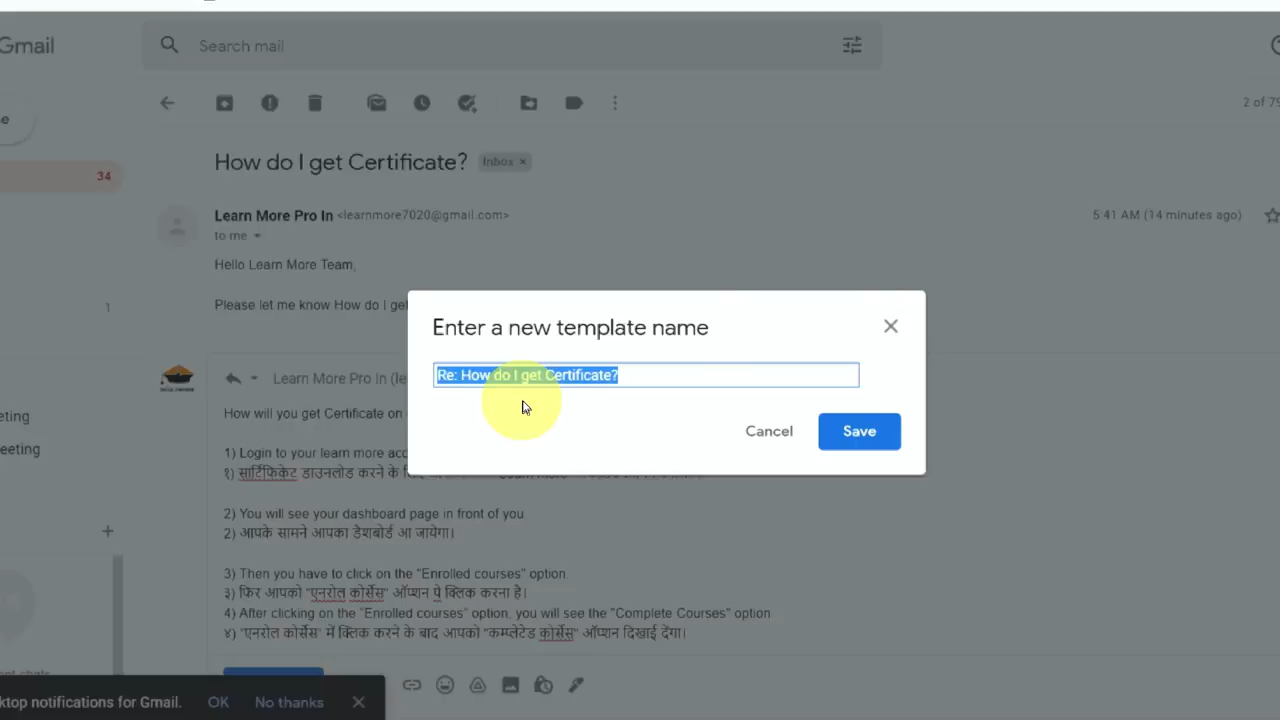 Gmail
Search mail
2 of 79
34
How do I get Certificate? Inbox ×
Learn More Pro In <learnmore7020@gmail.com>
5:41 AM (14 minutes ago)
to me
Hello Learn More Team,
1
Please let me know How do I get
Enter a new template name
Re: How do I get Certificate?
Cancel
Save
Learn More Pro In (le
How will you get Certificate on
1) Login to your learn more acc
१) सार्टिफिकेट डाउनलोड करने के
2) You will see your dashboard page in front of you
2) आपके सामने आपका डैशबोर्ड आ जायेगा।
3) Then you have to click on the "Enrolled courses" option
३) फिर आपको "एनरोल कोर्सेस" ऑप्शन पे क्लिक करना है।
4) After clicking on the "Enrolled courses" option, you will see the "Complete Courses" option
४) "एनरोल कोर्सेस" में क्लिक करने के बाद आपको "कम्प्लेटेड कोर्सेस" ऑप्शन दिखाई देंगा।
eting
eeting
ktop notifications for Gmail.
OK
No thanks